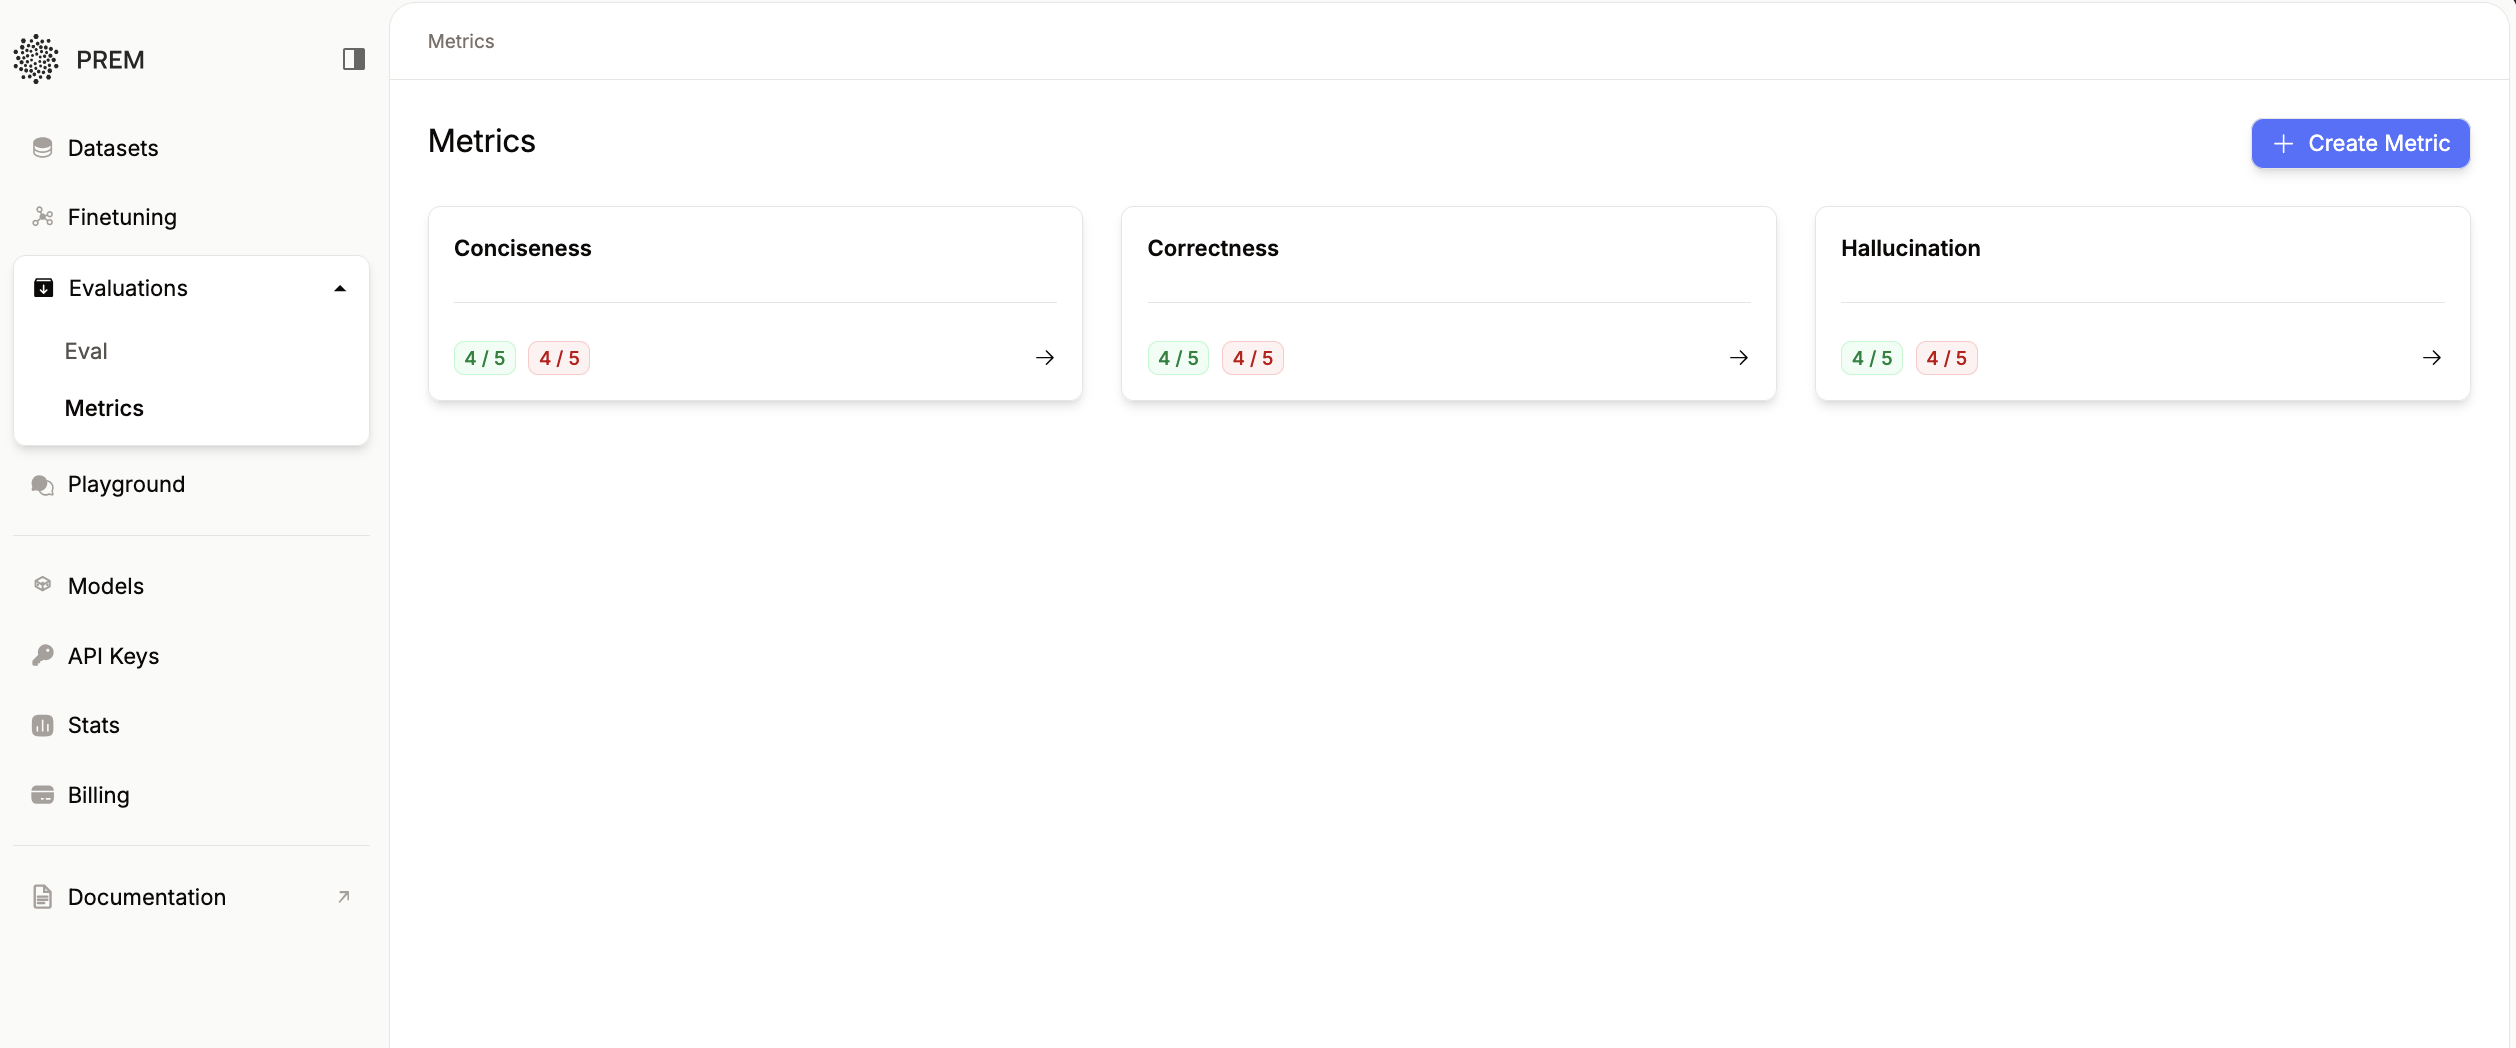 PREM
Datasets
Finetuning
Evaluations
Eval
Metrics
Playground
Models
API Keys
Stats
Billing
Documentation
Metrics
Metrics
Create Metric
Conciseness
4 / 5 4 / 5
Correctness
4 / 5 4 / 5
Hallucination
4 / 5 4 / 5